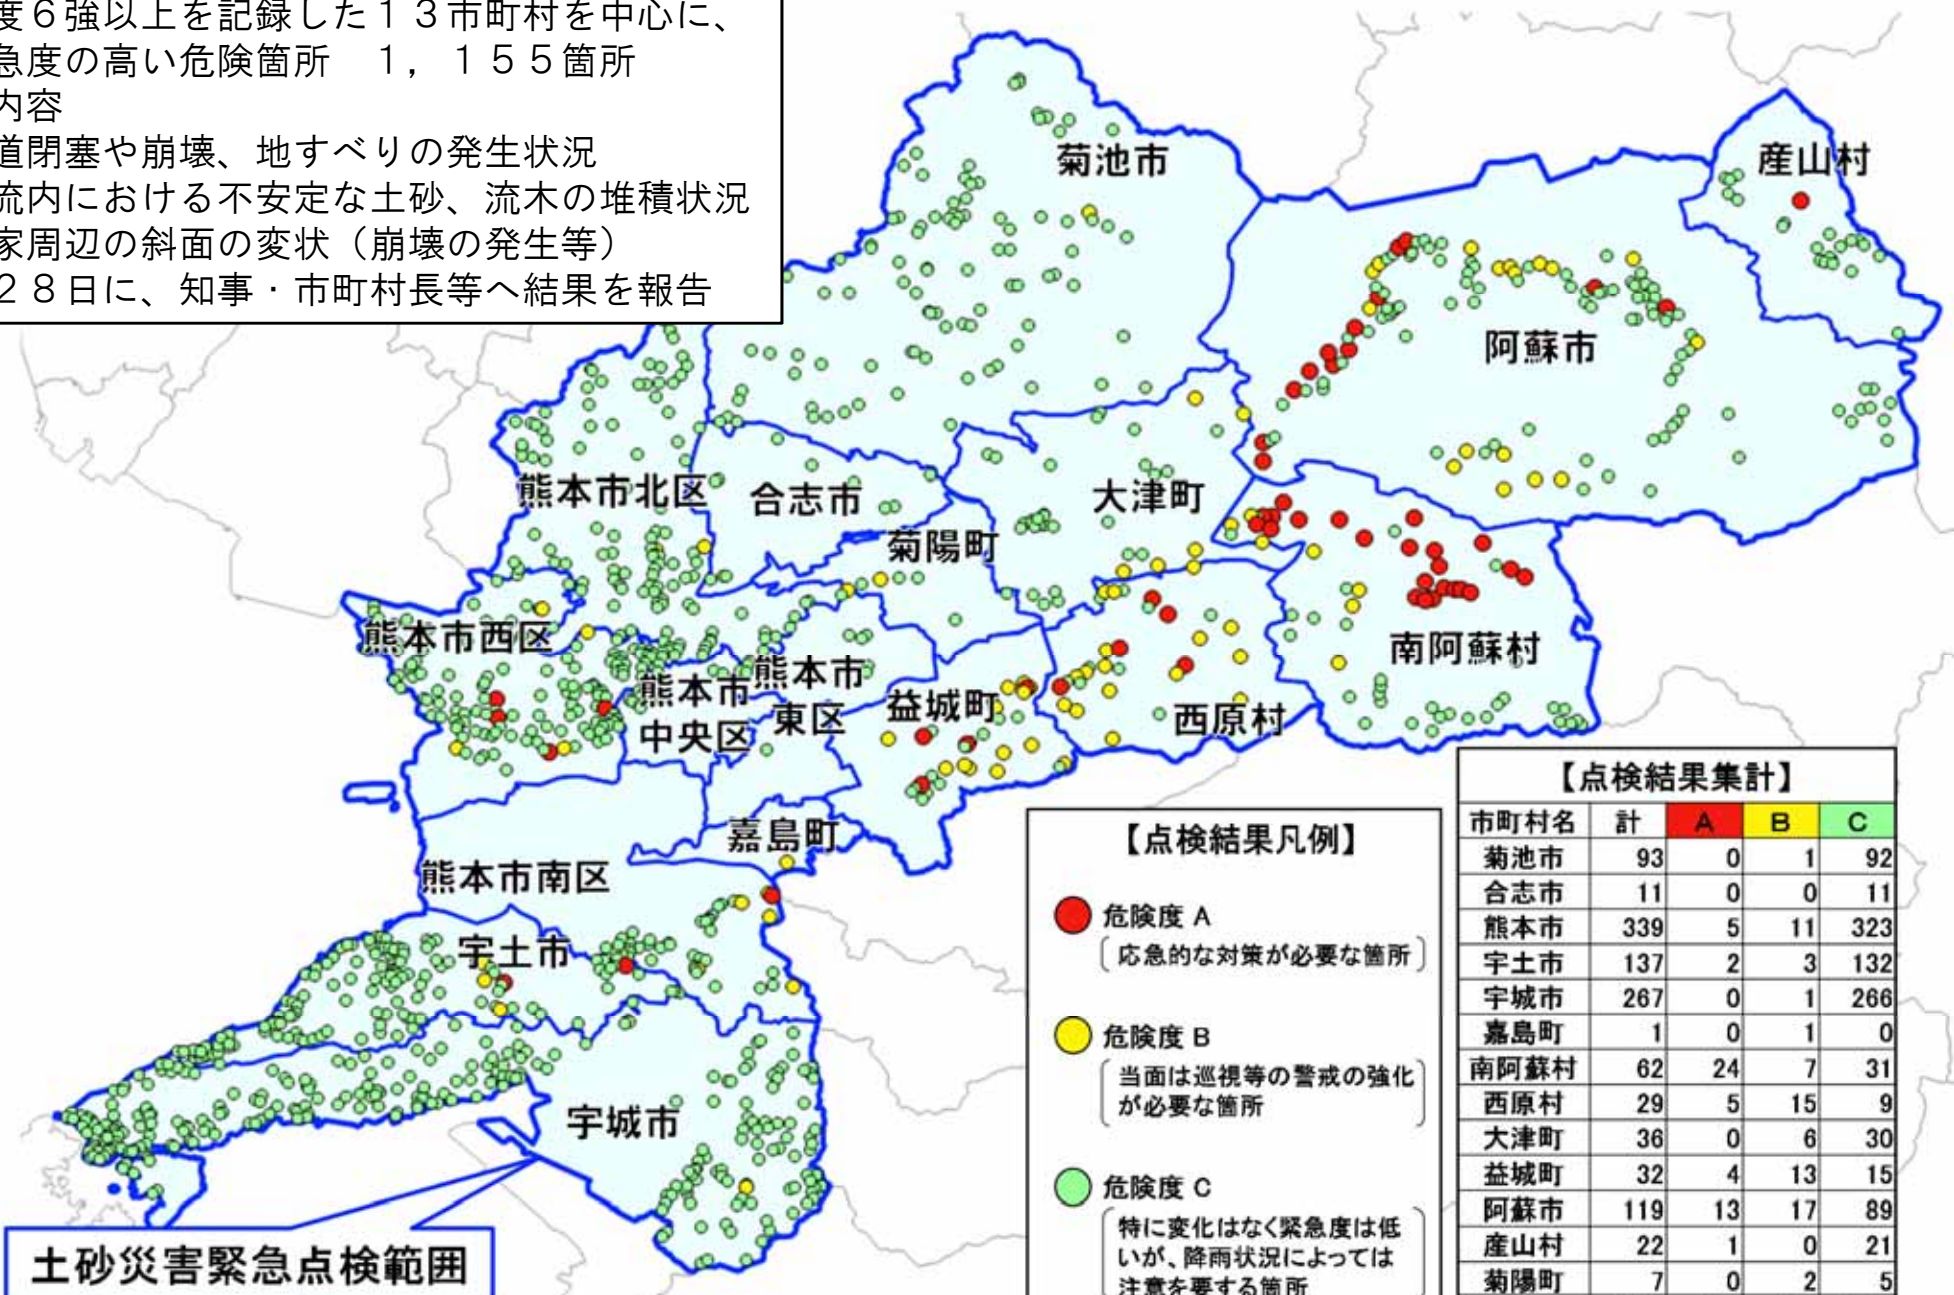 度６強以上を記録した１３市町村を中心に、
急度の高い危険箇所　１，１５５箇所
内容
道閉塞や崩壊、地すべりの発生状況
流内における不安定な土砂、流木の堆積状況
家周辺の斜面の変状（崩壊の発生等）
２８日に、知事・市町村長等へ結果を報告
菊池市
産山村
阿蘇市
熊本市北区
合志市
大津町
菊陽町
熊本市西区
熊本市
中央区
熊本市
東区
益城町
西原村
南阿蘇村
嘉島町
熊本市南区
宇土市
宇城市
土砂災害緊急点検範囲
【点検結果凡例】
危険度 A
応急的な対策が必要な箇所
危険度 B
当面は巡視等の警戒の強化
が必要な箇所
危険度 C
特に変化はなく緊急度は低
いが、降雨状況によっては
注意を要する箇所
【点検結果集計】
市町村名 計 A B C
菊池市 93 0 1 92
合志市 11 0 0 11
熊本市 339 5 11 323
宇土市 137 2 3 132
宇城市 267 0 1 266
嘉島町 1 0 1 0
南阿蘇村 62 24 7 31
西原村 29 5 15 9
大津町 36 0 6 30
益城町 32 4 13 15
阿蘇市 119 13 17 89
産山村 22 1 0 21
菊陽町 7 0 2 5